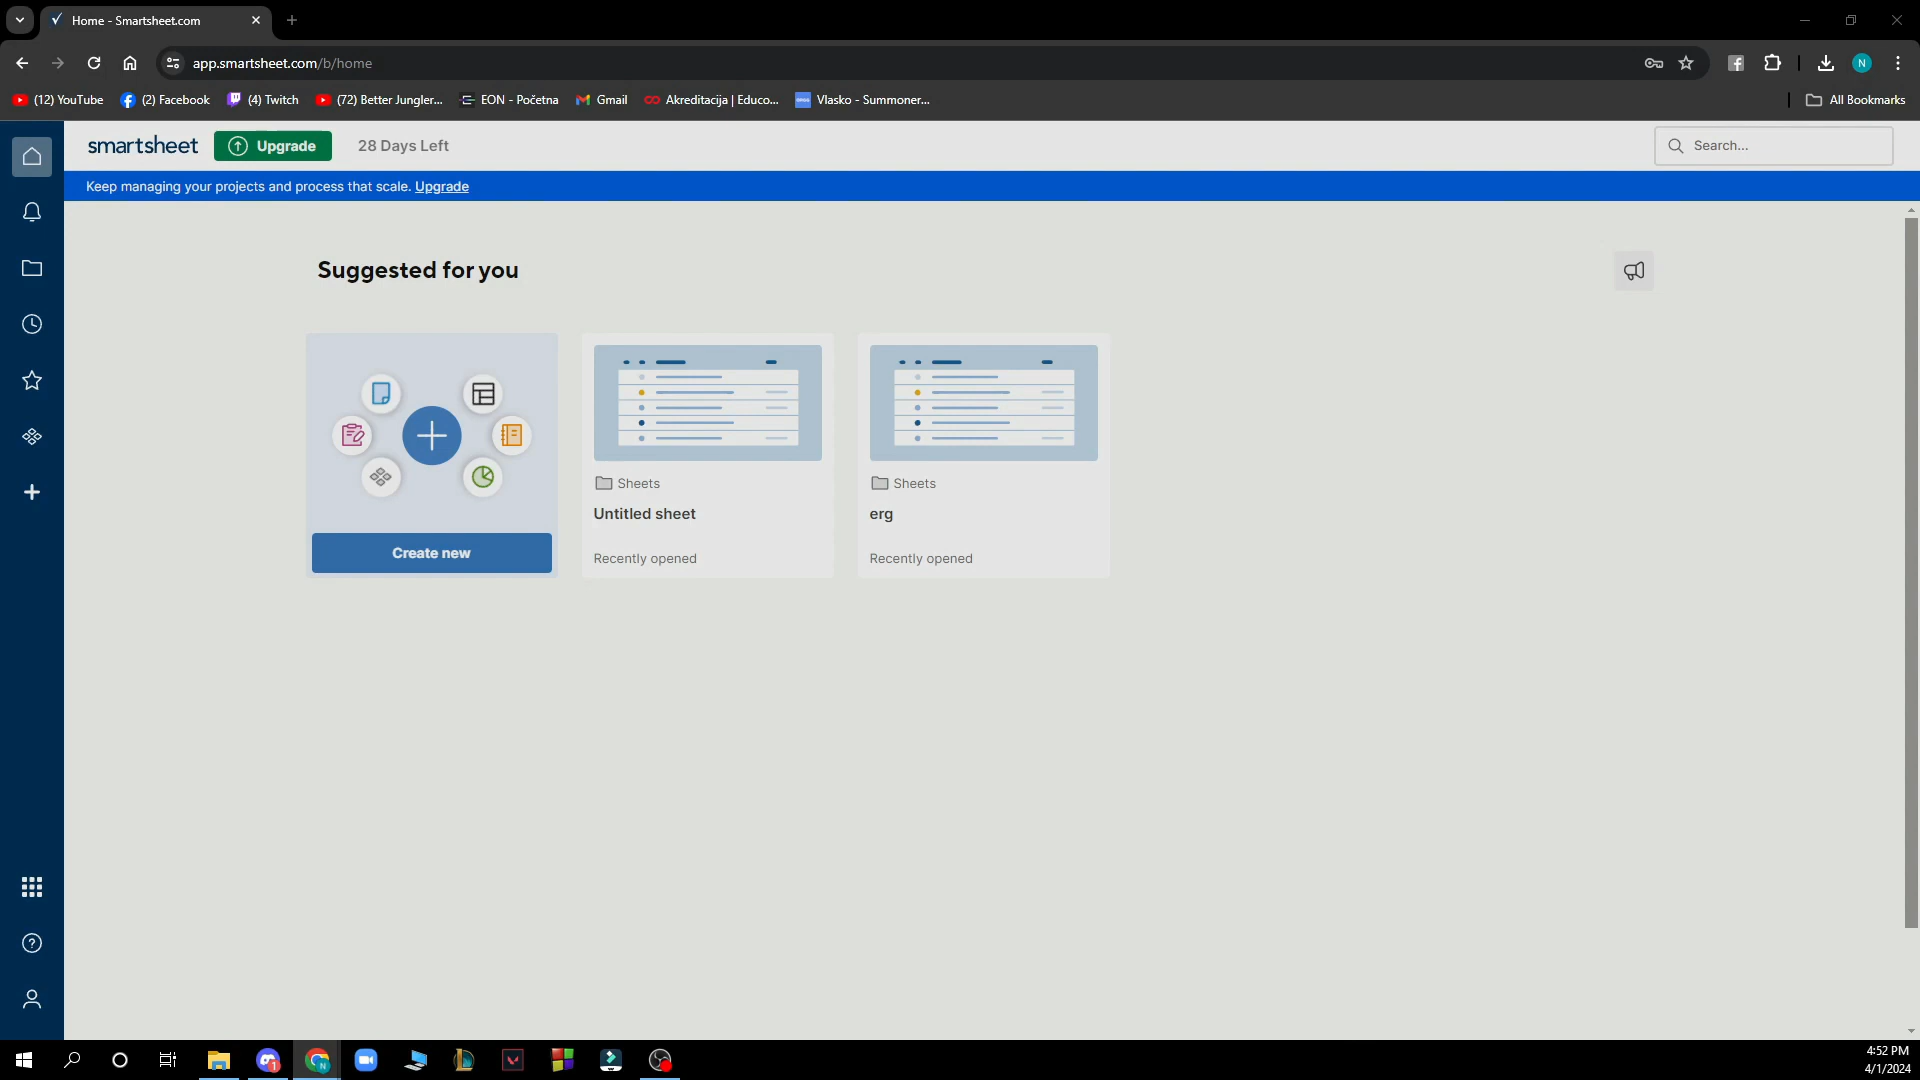 Home - Smartsheet.com
app.smartsheet.com/b/home
(12) YouTube (2) Facebook (4) Twitch (72) Better Jungler... EON - Početna Gmail Akreditacija | Educo... Vlasko - Summoner... All Bookmarks
smartsheet Upgrade 28 Days Left Search...
Keep managing your projects and process that scale. Upgrade
Suggested for you
Sheets Sheets
Untitled sheet erg
Create new
Recently opened Recently opened
4:52 PM
4/1/2024